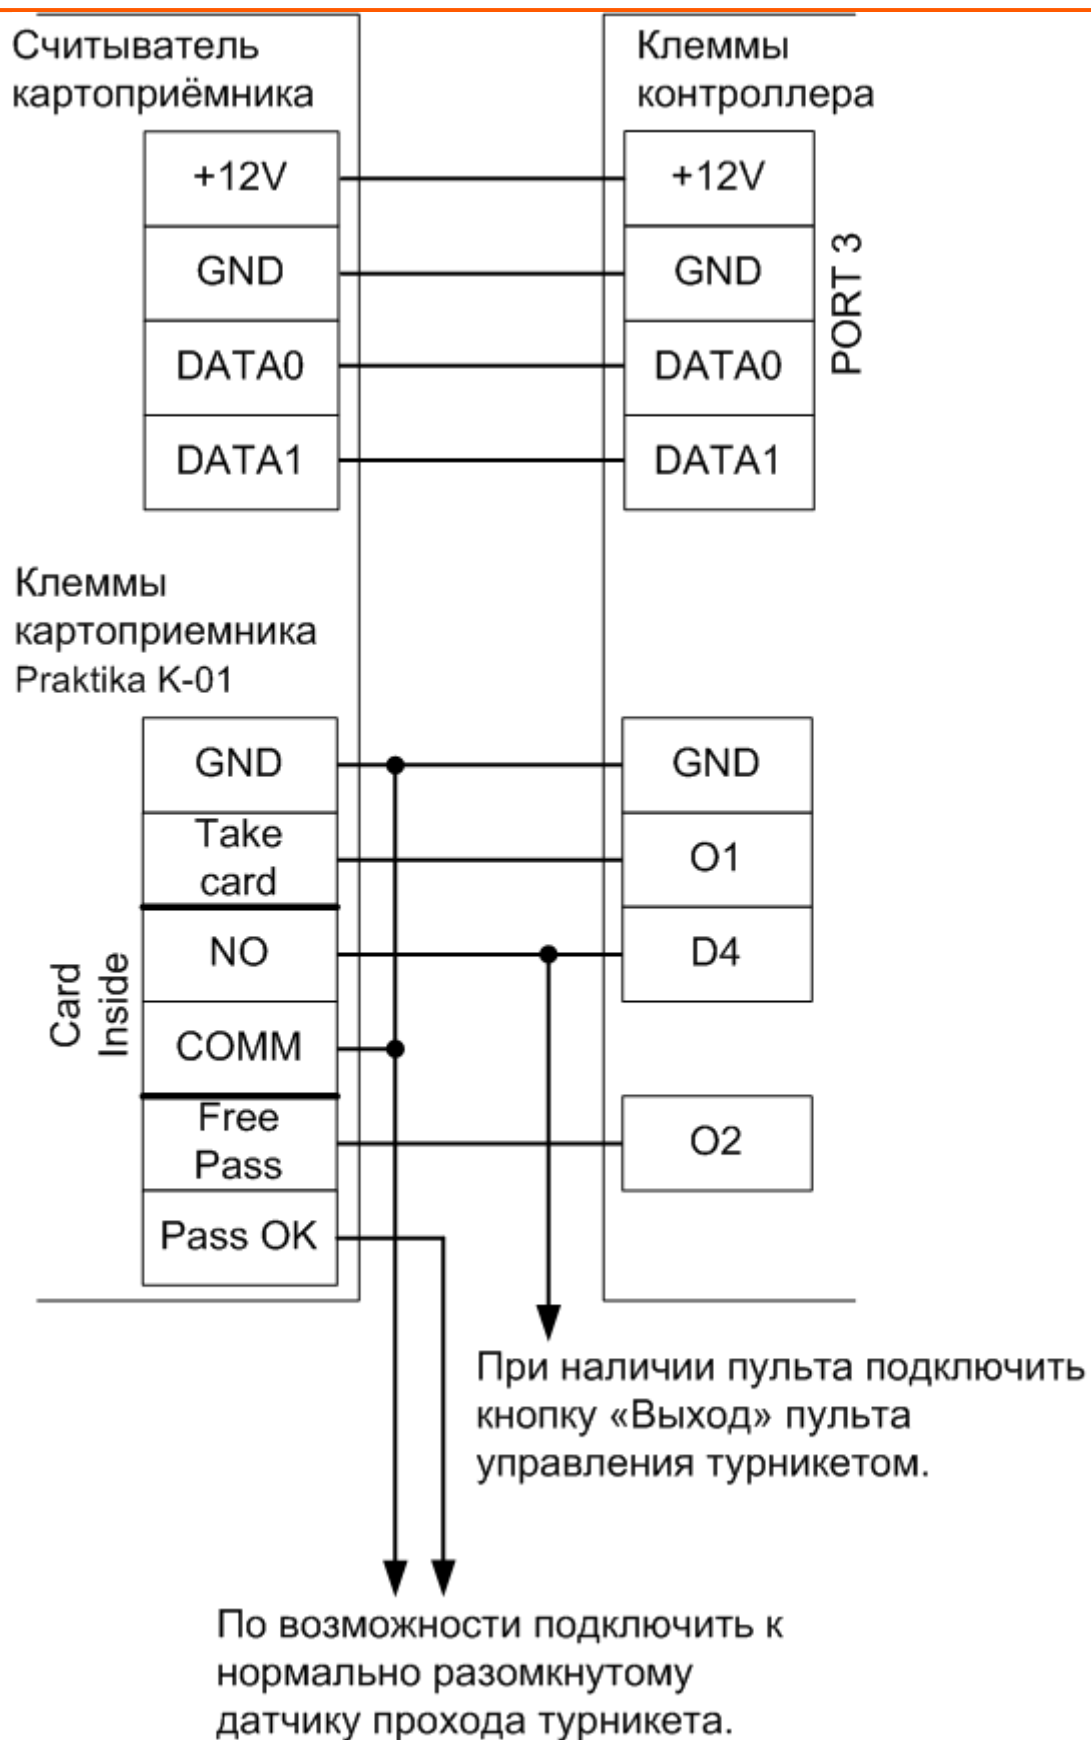 Считыватель
картоприёмника
Клеммы
контроллера
+12V
+12V
GND
GND
DATA0
DATA0
DATA1
DATA1
PORT 3
Клеммы
картоприемника
Praktika K-01
GND
GND
Take
card
O1
NO
D4
Card
Inside
COMM
Free
Pass
O2
Pass OK
При наличии пульта подключить
кнопку «Выход» пульта
управления турникетом.
По возможности подключить к
нормально разомкнутому
датчику прохода турникета.